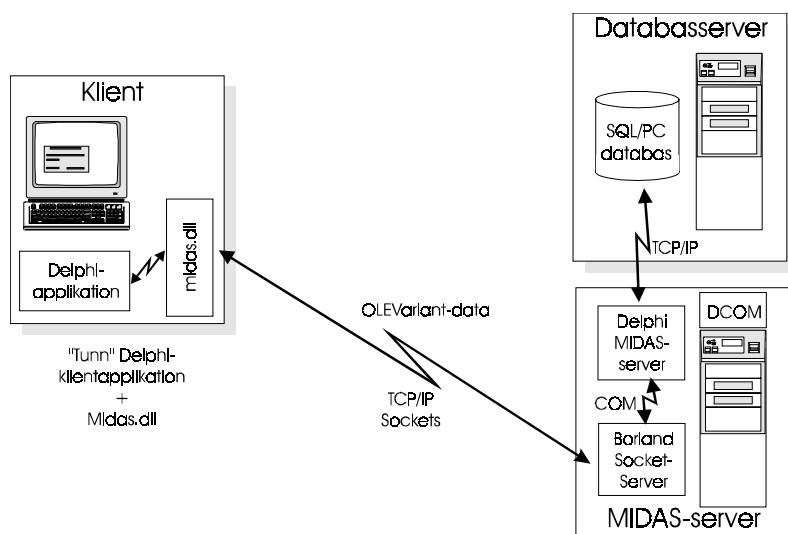 Klient
midas.dll
Delphi-
applikation
"Tunn" Delphi-
klientapplikation
+
Midas.dll
OLEVariant-data
TCP/IP
Sockets
Databasserver
SQL/PC
databas
TCP/IP
Delphi
MIDAS-
server
DCOM
COM
Borland
Socket-
Server
MIDAS-server